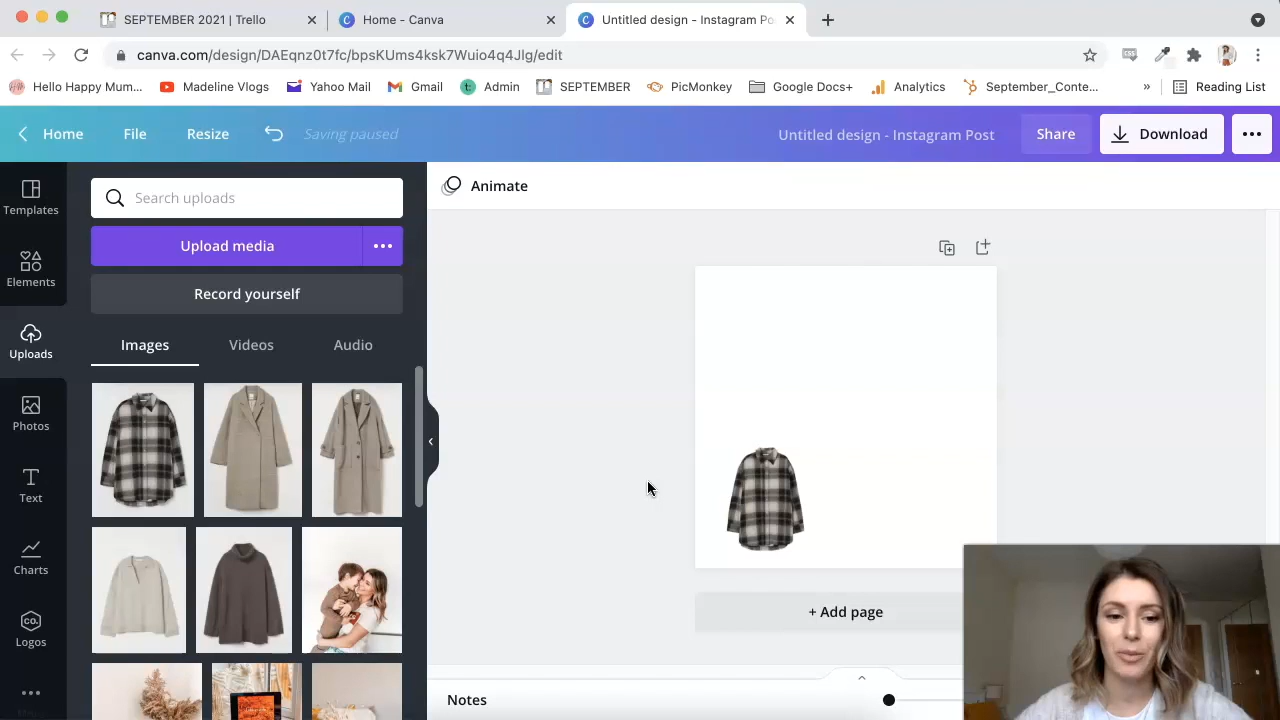 SEPTEMBER 2021 | Trello
Home - Canva
Untitled design - Instagram Po
canva.com/design/DAEqnz0t7fc/bpsKUms4ksk7Wuio4q4Jlg/edit
Hello Happy Mum...
Madeline Vlogs
Yahoo Mail
Gmail
Admin
SEPTEMBER
PicMonkey
Google Docs+
Analytics
September_Conte...
»
Reading List
Home
File
Resize
Saving paused
Untitled design - Instagram Post
Share
Download
Templates
Elements
Uploads
Photos
Text
Charts
co.
Logos
More
Search uploads
Upload media
Record yourself
Images
Videos
Audio
Animate
+ Add page
Notes